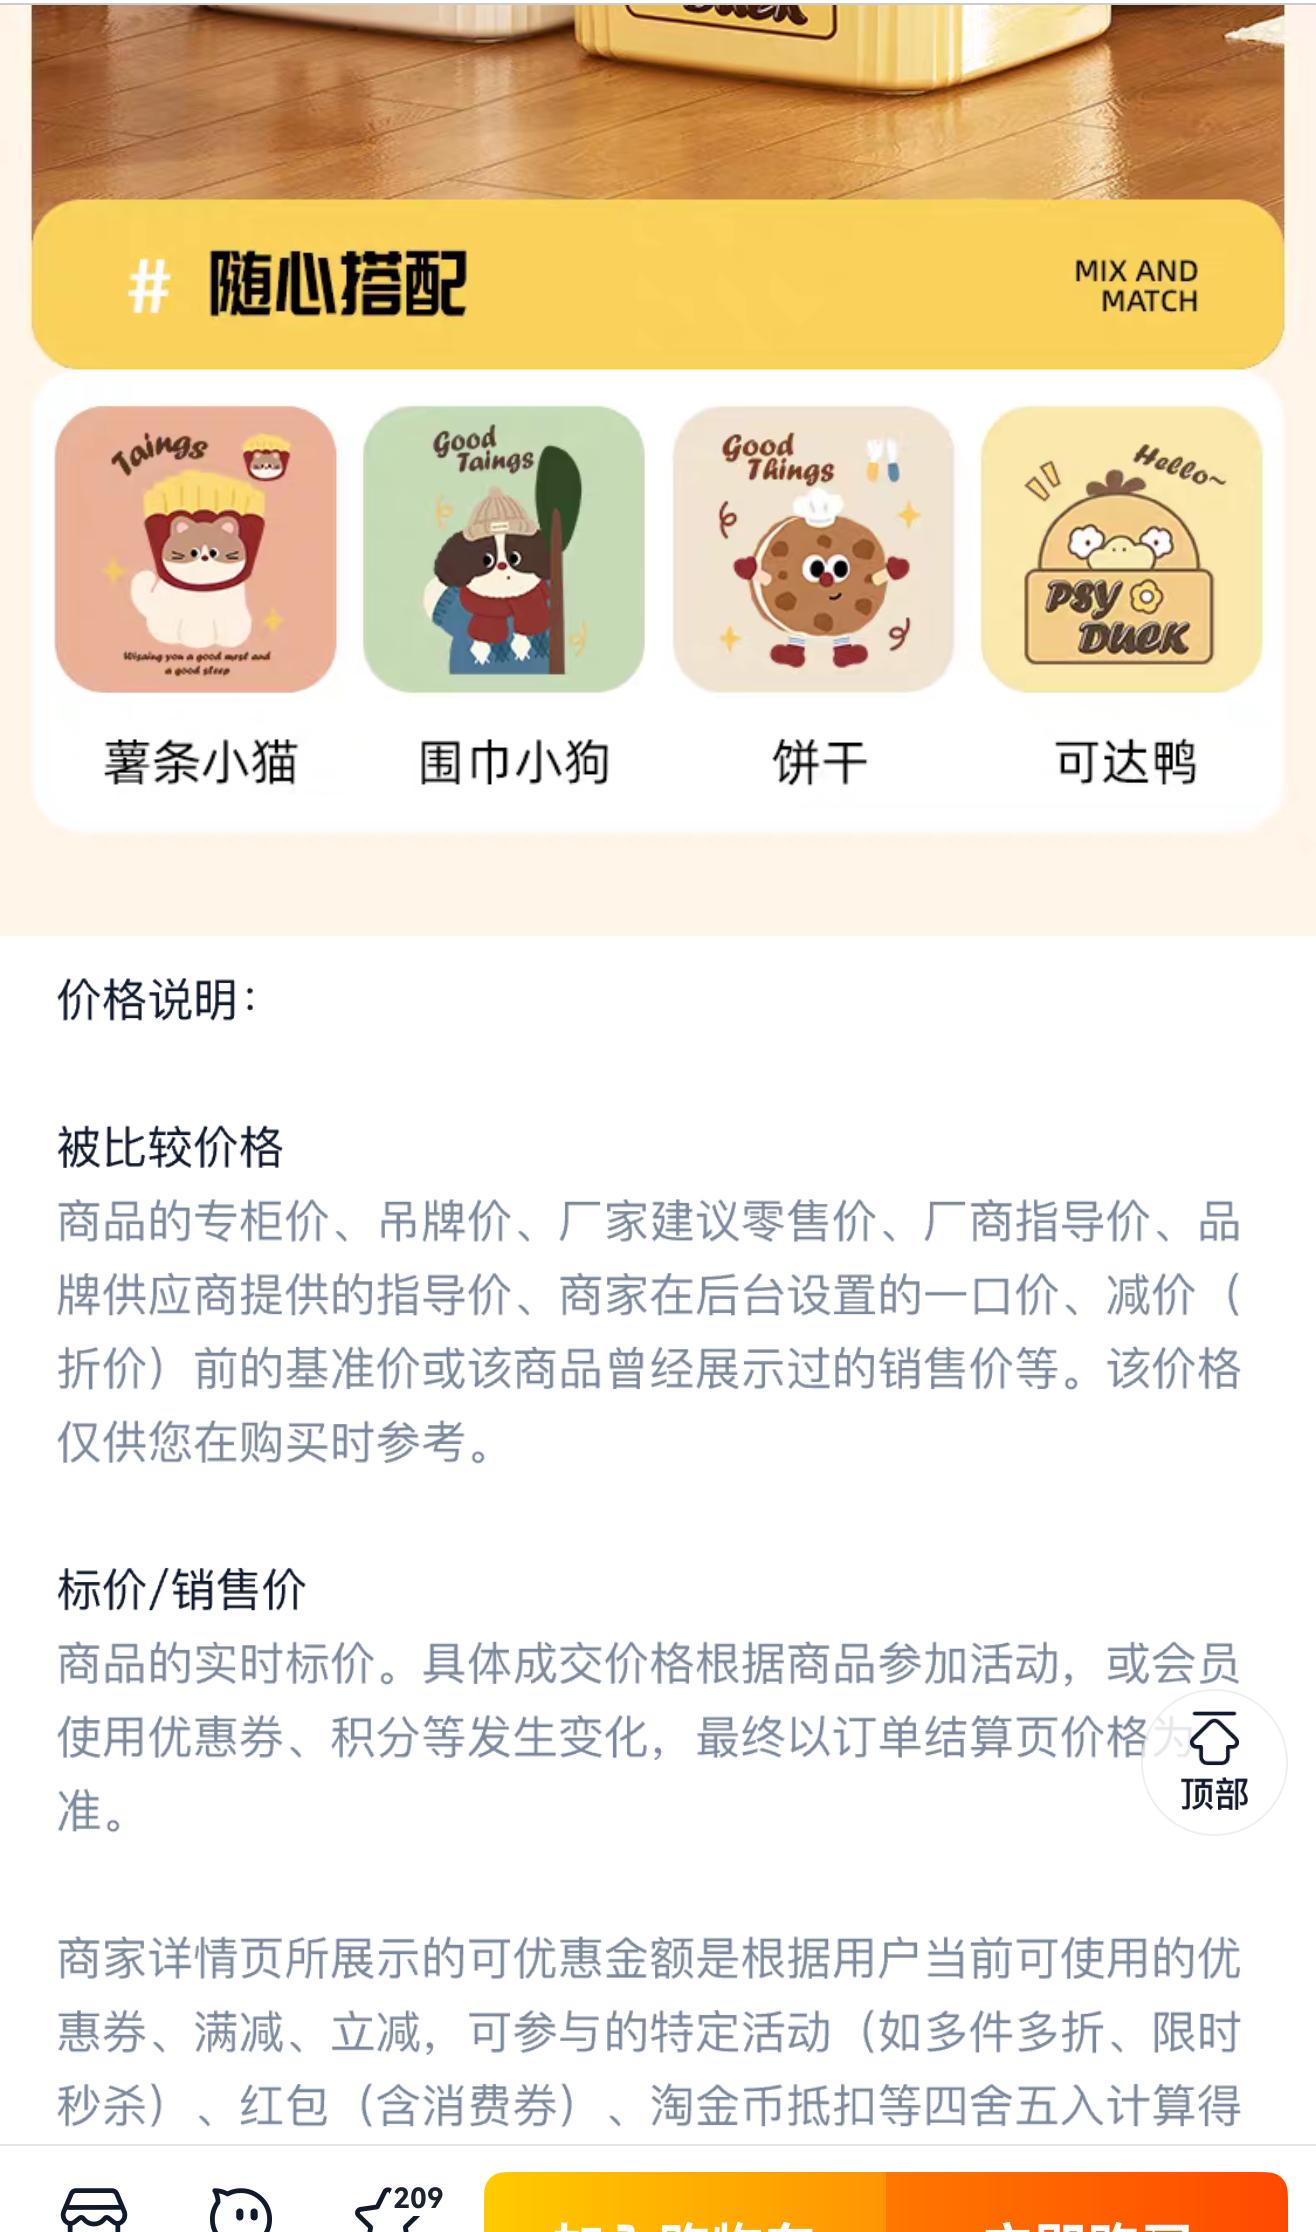 # 随心搭配
MIX AND
MATCH
Taings
Good
Taings
Good
Things
Hello~
PSY
DUCK
a good sleep
薯条小猫
围巾小狗
饼干
可达鸭
价格说明：
被比较价格
商品的专柜价、吊牌价、厂家建议零售价、厂商指导价、品
牌供应商提供的指导价、商家在后台设置的一口价、减价（
折价）前的基准价或该商品曾经展示过的销售价等。该价格
仅供您在购买时参考。
标价/销售价
商品的实时标价。具体成交价格根据商品参加活动，或会员
使用优惠券、积分等发生变化，最终以订单结算页价格为
准。
顶部
商家详情页所展示的可优惠金额是根据用户当前可使用的优
惠券、满减、立减，可参与的特定活动（如多件多折、限时
秒杀）、红包（含消费券）、淘金币抵扣等四舍五入计算得
209